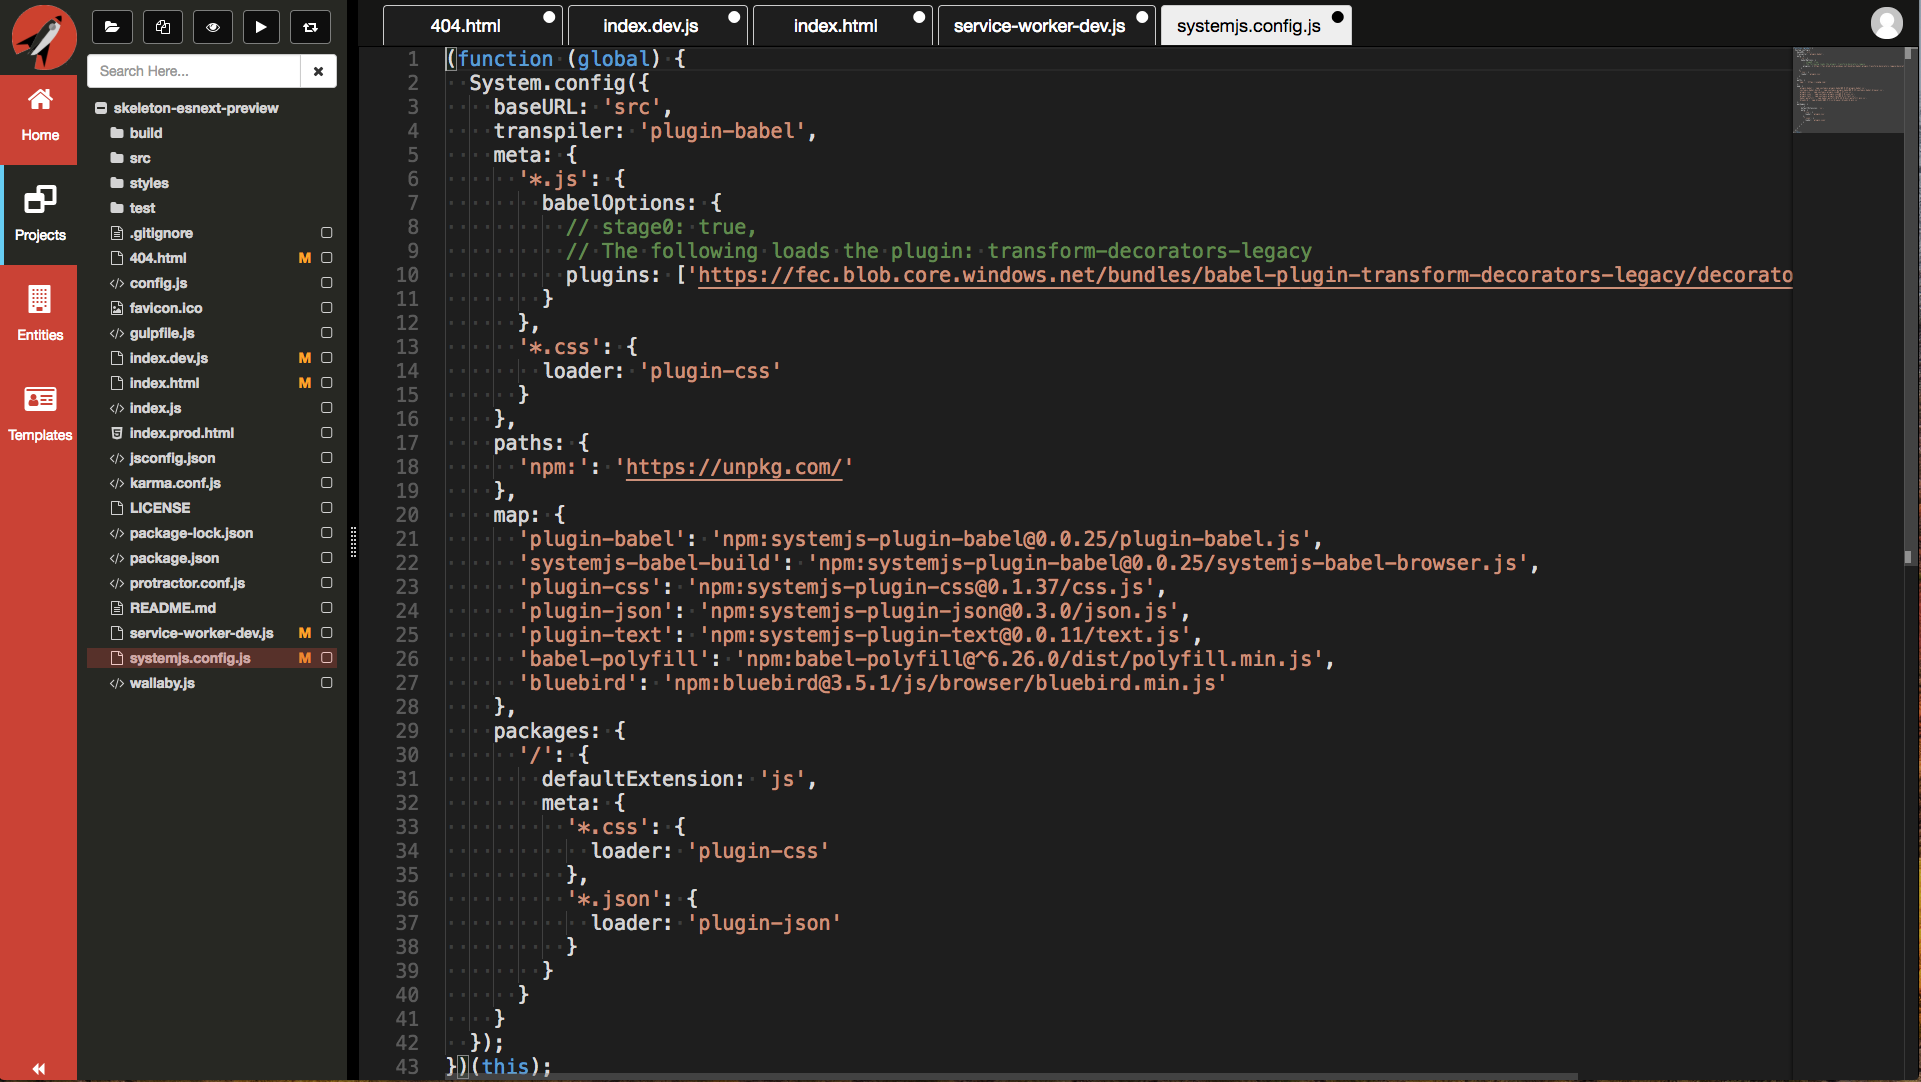 404.html
index.dev.js
index.html
service-worker-dev.js
systemjs.config.js
Search Here...
Home
Projects
Entities
Templates
skeleton-esnext-preview
build
src
styles
test
.gitignore
404.html M
config.js
favicon.ico
gulpfile.js
index.dev.js M
index.html M
index.js
index.prod.html
jsconfig.json
karma.conf.js
LICENSE
package-lock.json
package.json
protractor.conf.js
README.md
service-worker-dev.js M
systemjs.config.js M
wallaby.js
1 (function (global) {
2 System.config({
3 baseURL: 'src',
4 transpiler: 'plugin-babel',
5 meta: {
6 '*.js': {
7 babelOptions: {
8 // stage0: true,
9 // The following loads the plugin: transform-decorators-legacy
10 plugins: ['https://fec.blob.core.windows.net/bundles/babel-plugin-transform-decorators-legacy/decorato
11 }
12 },
13 '*.css': {
14 loader: 'plugin-css'
15 }
16 },
17 paths: {
18 'npm:': 'https://unpkg.com/'
19 },
20 map: {
21 'plugin-babel': 'npm:systemjs-plugin-babel@0.0.25/plugin-babel.js',
22 'systemjs-babel-build': 'npm:systemjs-plugin-babel@0.0.25/systemjs-babel-browser.js',
23 'plugin-css': 'npm:systemjs-plugin-css@0.1.37/css.js',
24 'plugin-json': 'npm:systemjs-plugin-json@0.3.0/json.js',
25 'plugin-text': 'npm:systemjs-plugin-text@0.0.11/text.js',
26 'babel-polyfill': 'npm:babel-polyfill@^6.26.0/dist/polyfill.min.js',
27 'bluebird': 'npm:bluebird@3.5.1/js/browser/bluebird.min.js'
28 },
29 packages: {
30 '/': {
31 defaultExtension: 'js',
32 meta: {
33 '*.css': {
34 loader: 'plugin-css'
35 },
36 '*.json': {
37 loader: 'plugin-json'
38 }
39 }
40 }
41 }
42 });
43 })(this);